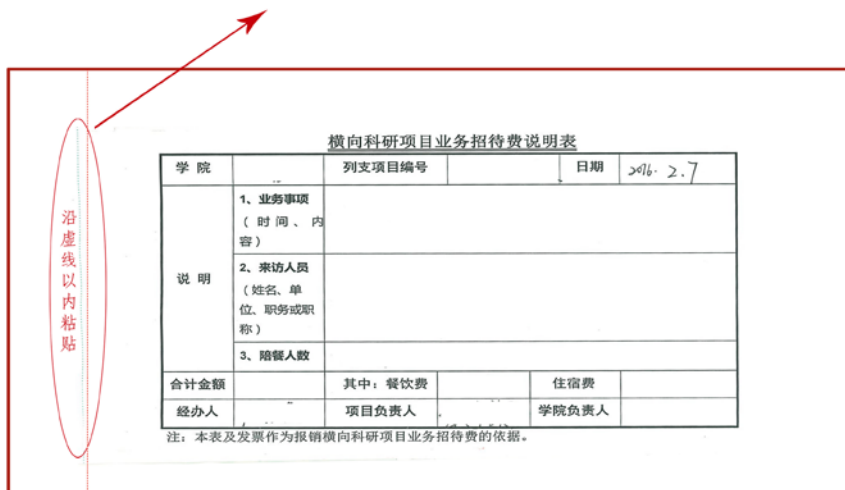 横向科研项目业务招待费说明表
学 院 列支项目编号 日期 2016. 2.7
说 明
1、业务事项
（时间、内
容）
2、来访人员
（姓名、单
位、职务或职
称）
3、陪餐人数
合计金额 其中：餐饮费 住宿费
经办人 项目负责人 学院负责人
注：本表及发票作为报销横向科研项目业务招待费的依据。
沿虚线以内粘贴